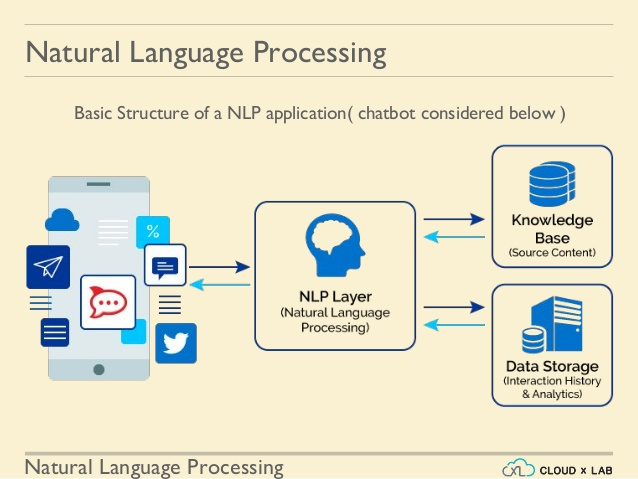 Natural Language Processing
Basic Structure of a NLP application( chatbot considered below )
%
NLP Layer
(Natural Language
Processing)
Knowledge
Base
(Source Content)
Data Storage
(Interaction History
& Analytics)
Natural Language Processing
CLOUD x LAB